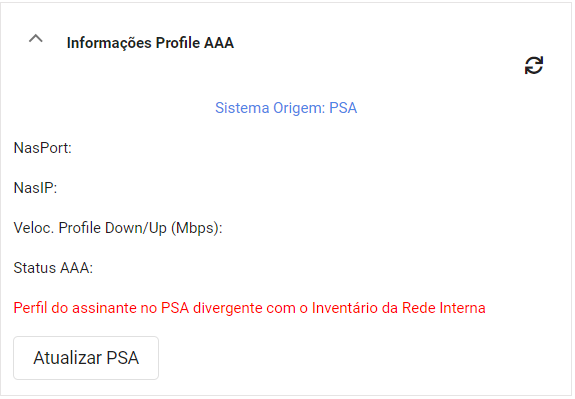 Informações Profile AAA
Sistema Origem: PSA
NasPort:
NasIP:
Veloc. Profile Down/Up (Mbps):
Status AAA:
Perfil do assinante no PSA divergente com o Inventário da Rede Interna
Atualizar PSA